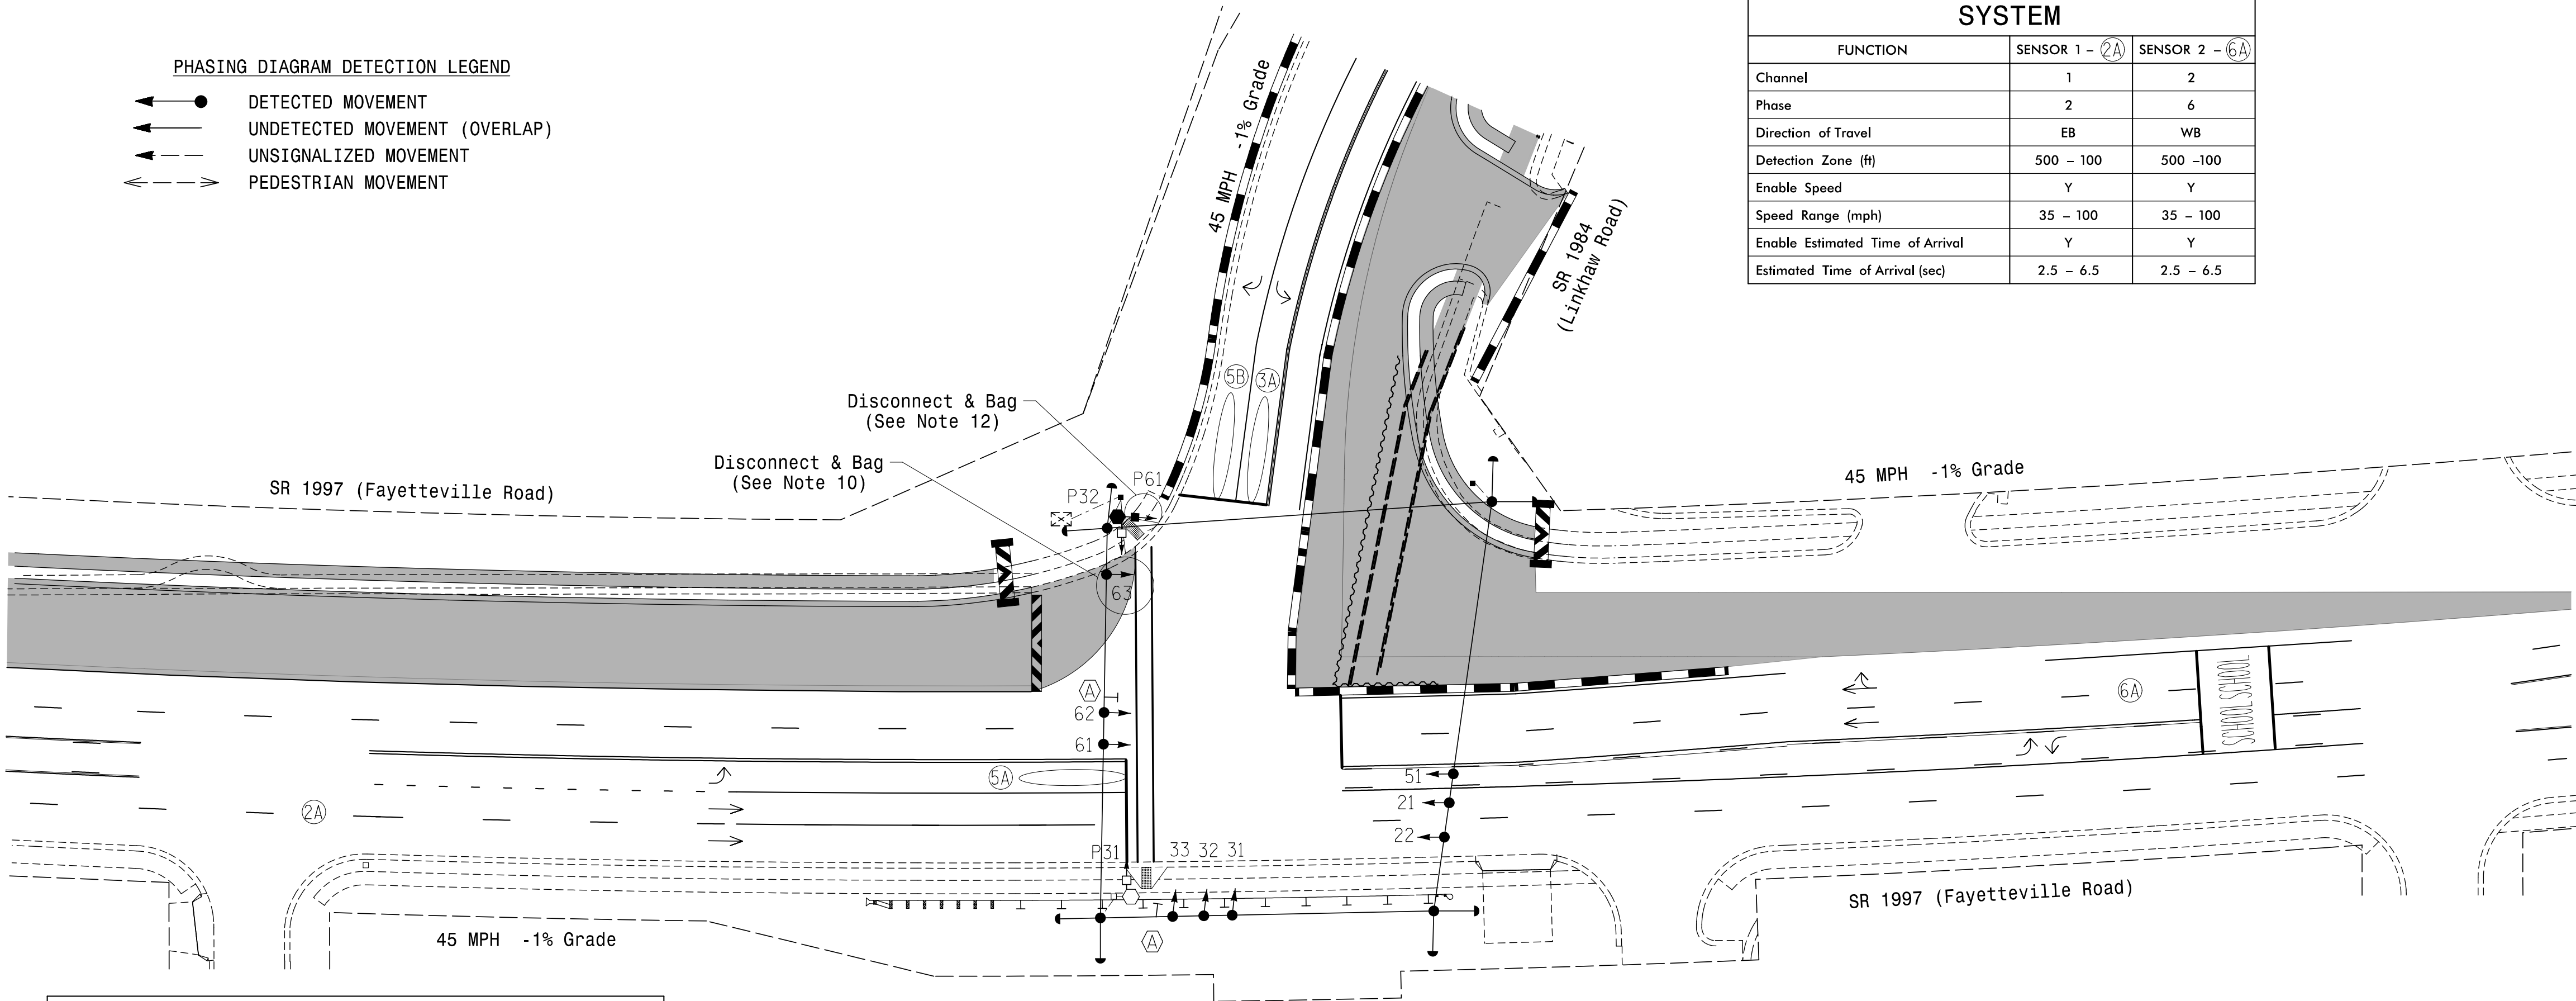 PHASING DIAGRAM DETECTION LEGEND
DETECTED MOVEMENT
UNDETECTED MOVEMENT (OVERLAP)
UNSIGNALIZED MOVEMENT
PEDESTRIAN MOVEMENT
SYSTEM
FUNCTION SENSOR 1 - 2A SENSOR 2 - 6A
Channel 1 2
Phase 2 6
Direction of Travel EB WB
Detection Zone (ft) 500 - 100 500 -100
Enable Speed Y Y
Speed Range (mph) 35 - 100 35 - 100
Enable Estimated Time of Arrival Y Y
Estimated Time of Arrival (sec) 2.5 - 6.5 2.5 - 6.5
45 MPH -1% Grade
SR 1984
(Linkhaw Road)
5B 3A
Disconnect & Bag
(See Note 12)
Disconnect & Bag
(See Note 10)
SR 1997 (Fayetteville Road)
45 MPH -1% Grade
P32
P61
63
A
62
61
5A
2A
6A
SCHOOL SCHOOL
51
21
22
P31
33 32 31
A
45 MPH -1% Grade
SR 1997 (Fayetteville Road)